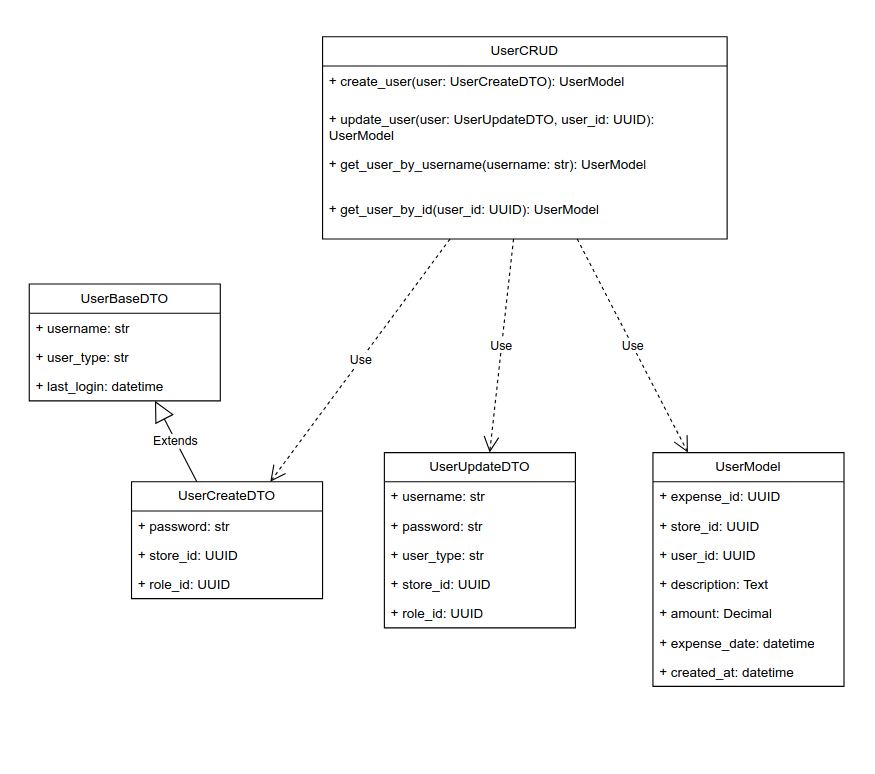 UserCRUD
+ create_user(user: UserCreateDTO): UserModel
+ update_user(user: UserUpdateDTO, user_id: UUID):
UserModel
+ get_user_by_username(username: str): UserModel
+ get_user_by_id(user_id: UUID): UserModel
UserBaseDTO
+ username: str
+ user_type: str
+ last_login: datetime
Use
Use
Use
Extends
UserCreateDTO
+ password: str
+ store_id: UUID
+ role_id: UUID
UserUpdateDTO
+ username: str
+ password: str
+ user_type: str
+ store_id: UUID
+ role_id: UUID
UserModel
+ expense_id: UUID
+ store_id: UUID
+ user_id: UUID
+ description: Text
+ amount: Decimal
+ expense_date: datetime
+ created_at: datetime